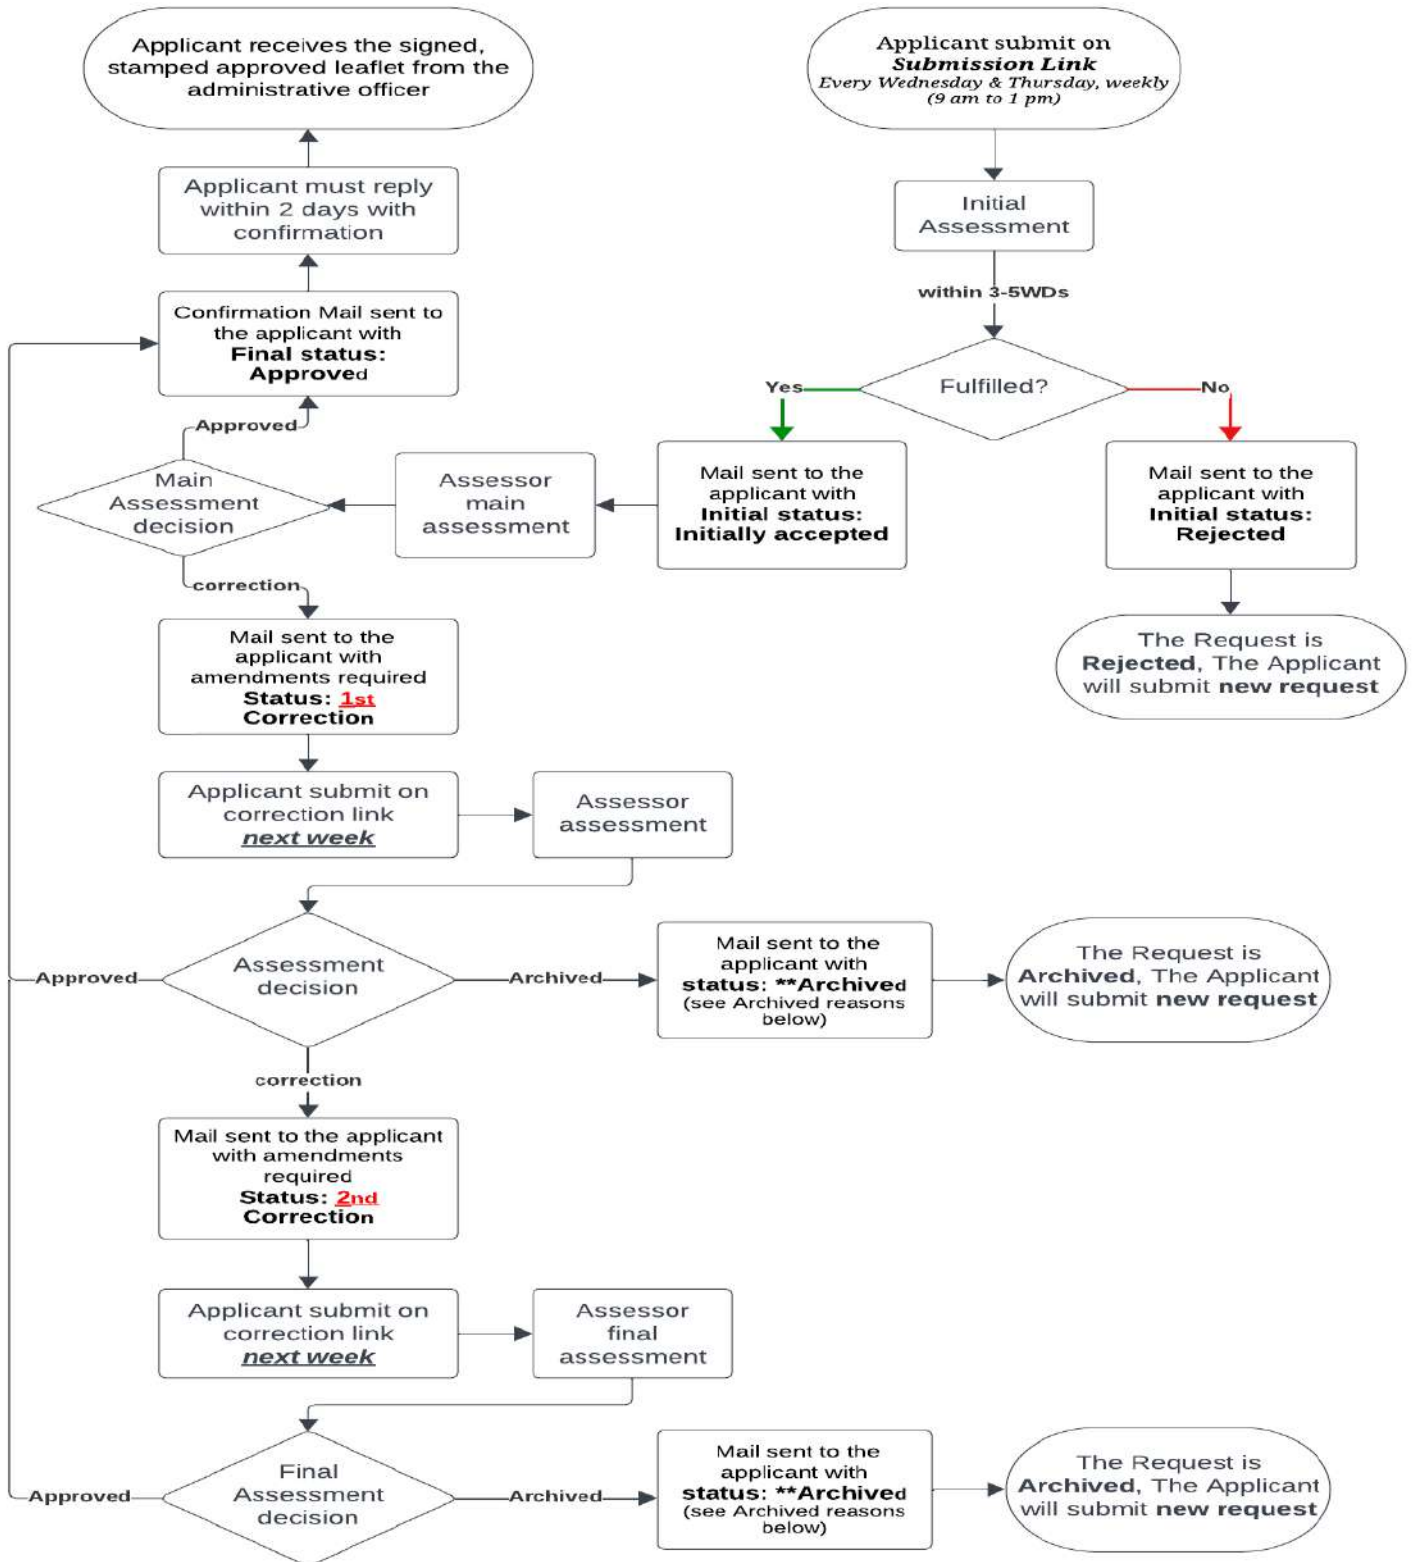 Applicant receives the signed,
stamped approved leaflet from the
administrative officer
Applicant submit on
Submission Link
Every Wednesday & Thursday, weekly
(9 am to 1 pm)
Applicant must reply
within 2 days with
confirmation
Initial
Assessment
within 3-5WDs
Confirmation Mail sent to
the applicant with
Final status:
Approved
Fulfilled?
Yes
No
Approved
Main
Assessment
decision
Assessor
main
assessment
Mail sent to the
applicant with
Initial status:
Initially accepted
Mail sent to the
applicant with
Initial status:
Rejected
correction
Mail sent to the
applicant with
amendments required
Status: 1st
Correction
The Request is
Rejected, The Applicant
will submit new request
Applicant submit on
correction link
next week
Assessor
assessment
Approved
Assessment
decision
Archived
Mail sent to the
applicant with
status: **Archived
(see Archived reasons
below)
The Request is
Archived, The Applicant
will submit new request
correction
Mail sent to the applicant
with amendments
required
Status: 2nd
Correction
Applicant submit on
correction link
next week
Assessor
final
assessment
Approved
Final
Assessment
decision
Archived
Mail sent to the
applicant with
status: **Archived
(see Archived reasons
below)
The Request is
Archived, The Applicant
will submit new request